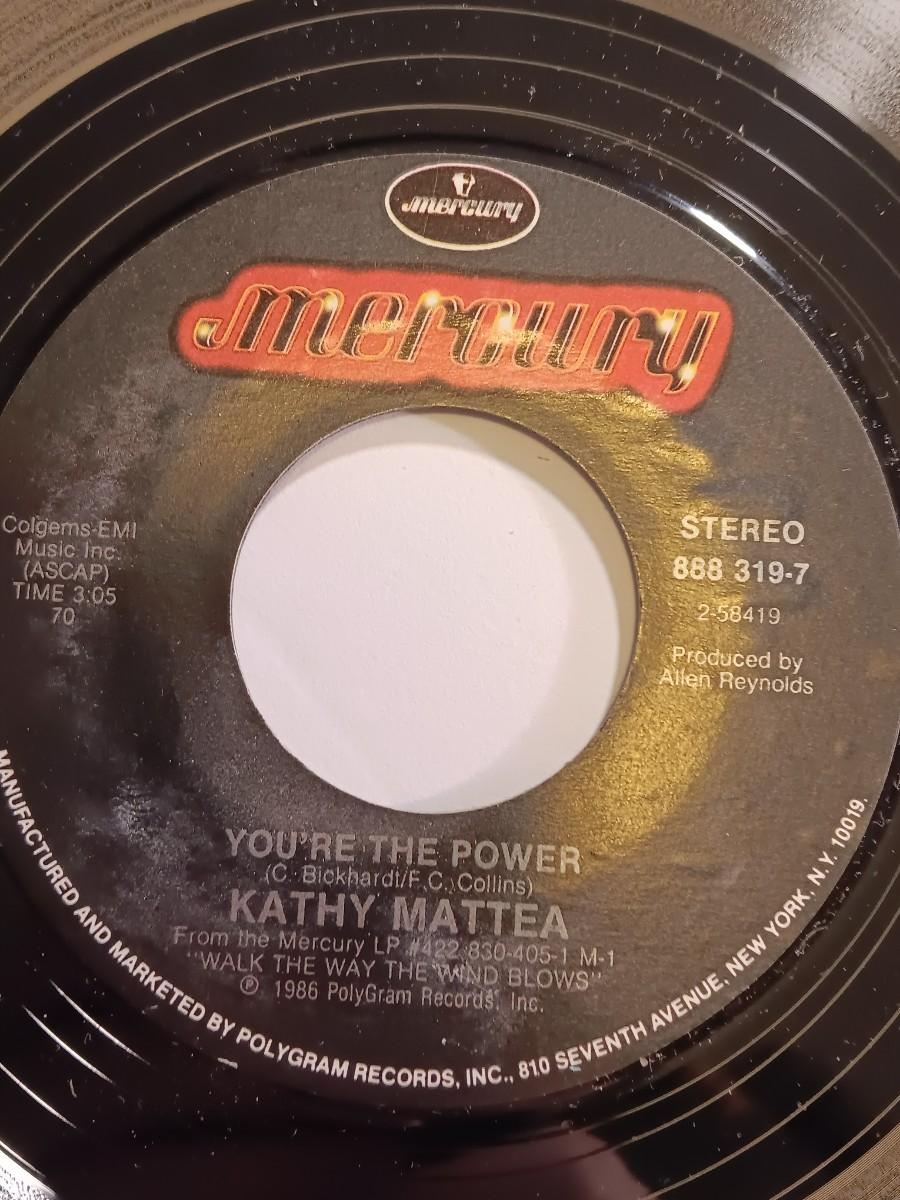 mercury
mercury
Colgems-EMI
Music Inc.
(ASCAP)
TIME 3:05
70
STEREO
888 319-7
2-58419
Produced by
Allen Reynolds
YOU'RE THE POWER
(C. Bickhardt/F.C. Collins)
KATHY MATTEA
From the Mercury LP #422 830-405-1 M-1
"WALK THE WAY THE WIND BLOWS"
℗ 1986 PolyGram Records, Inc.
MANUFACTURED AND MARKETED BY POLYGRAM RECORDS, INC., 810 SEVENTH AVENUE, NEW YORK, N.Y. 10019.